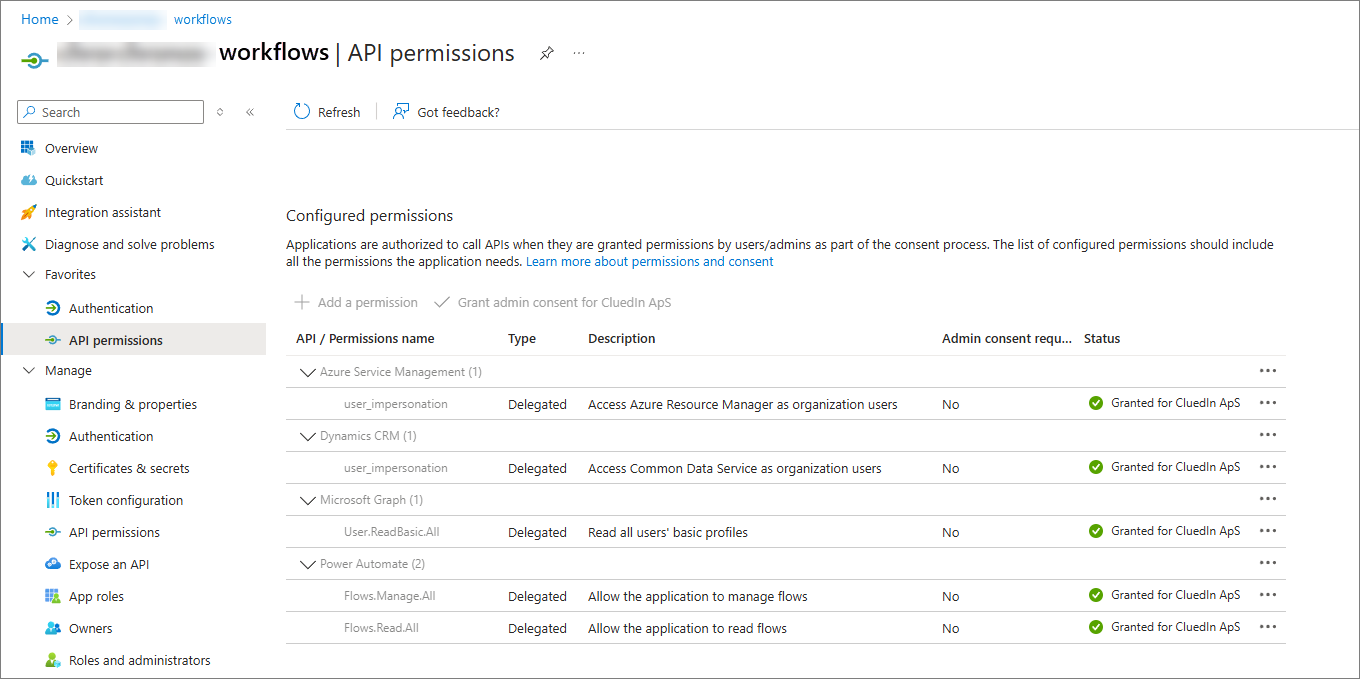 Home
workflows
workflows | API permissions
Search
Refresh
Got feedback?
Overview
Quickstart
Integration assistant
Diagnose and solve problems
Favorites
Authentication
API permissions
Manage
Branding & properties
Authentication
Certificates & secrets
Token configuration
API permissions
Expose an API
App roles
Owners
Roles and administrators
Configured permissions
Applications are authorized to call APIs when they are granted permissions by users/admins as part of the consent process. The list of configured permissions should include
all the permissions the application needs. Learn more about permissions and consent
Add a permission
Grant admin consent for CluedIn ApS
API / Permissions name Type Description Admin consent requ... Status
Azure Service Management (1)
user_impersonation Delegated Access Azure Resource Manager as organization users No Granted for CluedIn ApS
Dynamics CRM (1)
user_impersonation Delegated Access Common Data Service as organization users No Granted for CluedIn ApS
Microsoft Graph (1)
User.ReadBasic.All Delegated Read all users' basic profiles No Granted for CluedIn ApS
Power Automate (2)
Flows.Manage.All Delegated Allow the application to manage flows No Granted for CluedIn ApS
Flows.Read.All Delegated Allow the application to read flows No Granted for CluedIn ApS